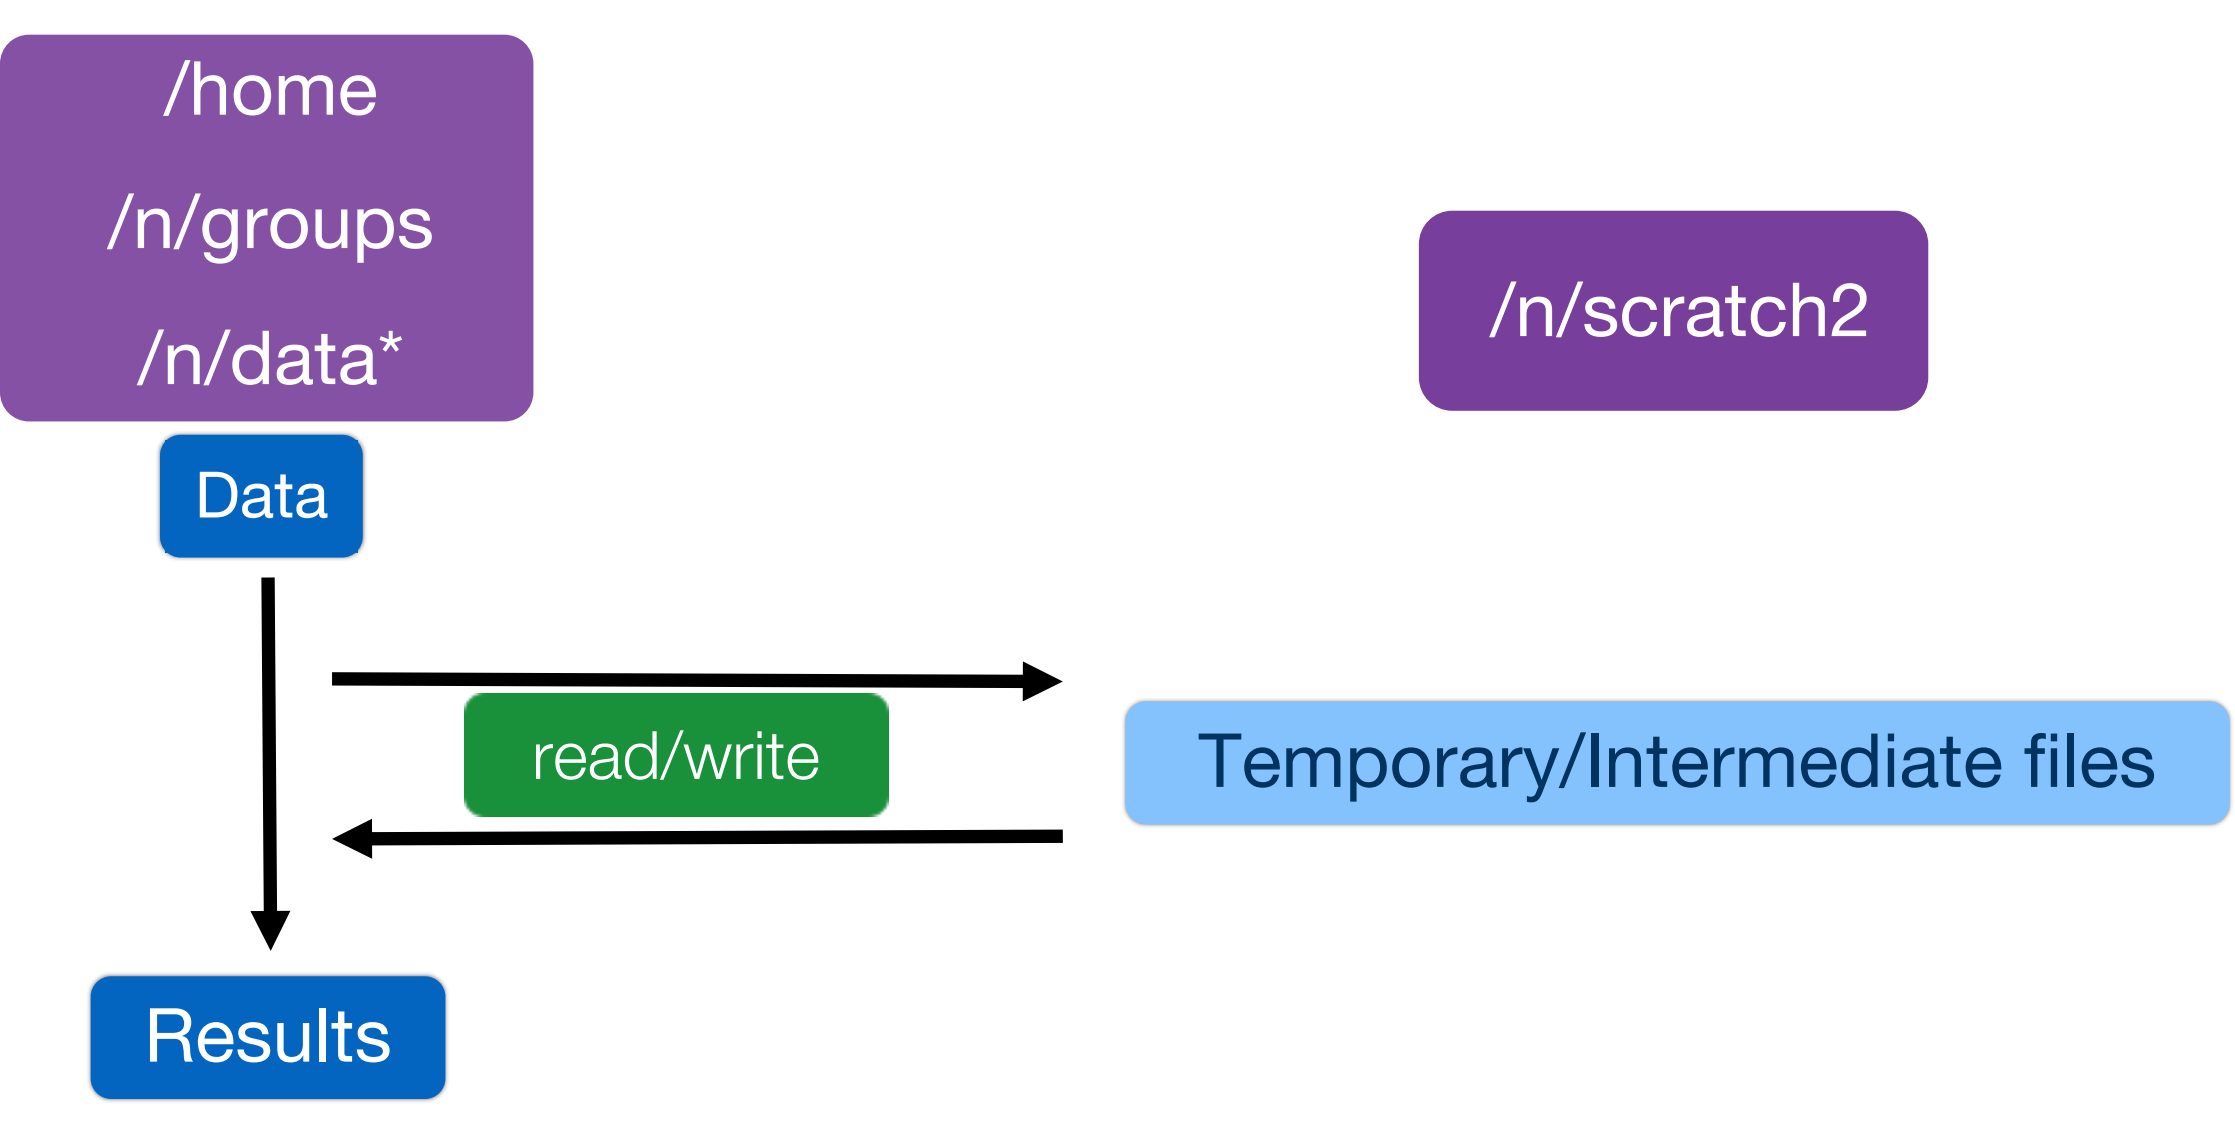 /home
/n/groups
/n/data*
/n/scratch2
Data
read/write
Temporary/Intermediate files
Results